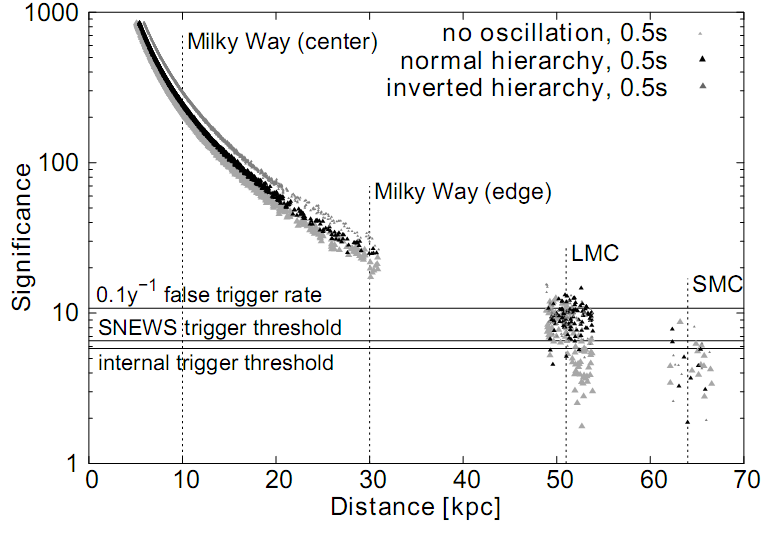 1000
Milky Way (center)
no oscillation, 0.5s
normal hierarchy, 0.5s
inverted hierarchy, 0.5s
100
Milky Way (edge)
Significance
LMC
SMC
0.1y⁻¹ false trigger rate
10
SNEWS trigger threshold
internal trigger threshold
1
0 10 20 30 40 50 60 70
Distance [kpc]